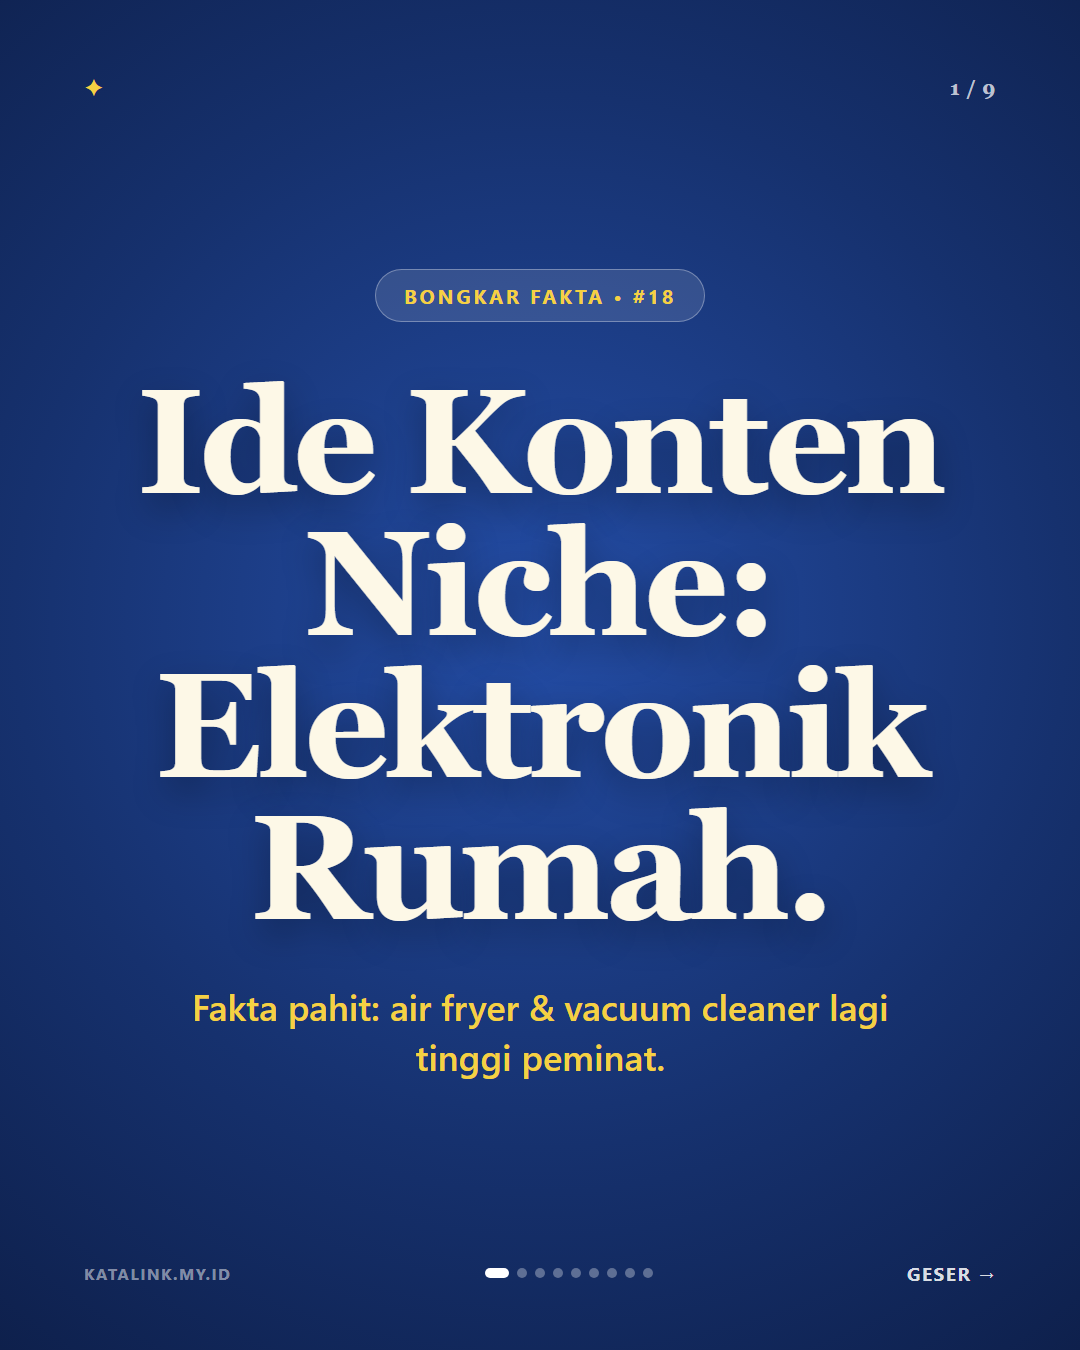 1 / 9
BONGKAR FAKTA • #18
Ide Konten
Niche:
Elektronik
Rumah.
Fakta pahit: air fryer & vacuum cleaner lagi
tinggi peminat.
KATALINK.MY.ID
GESER →